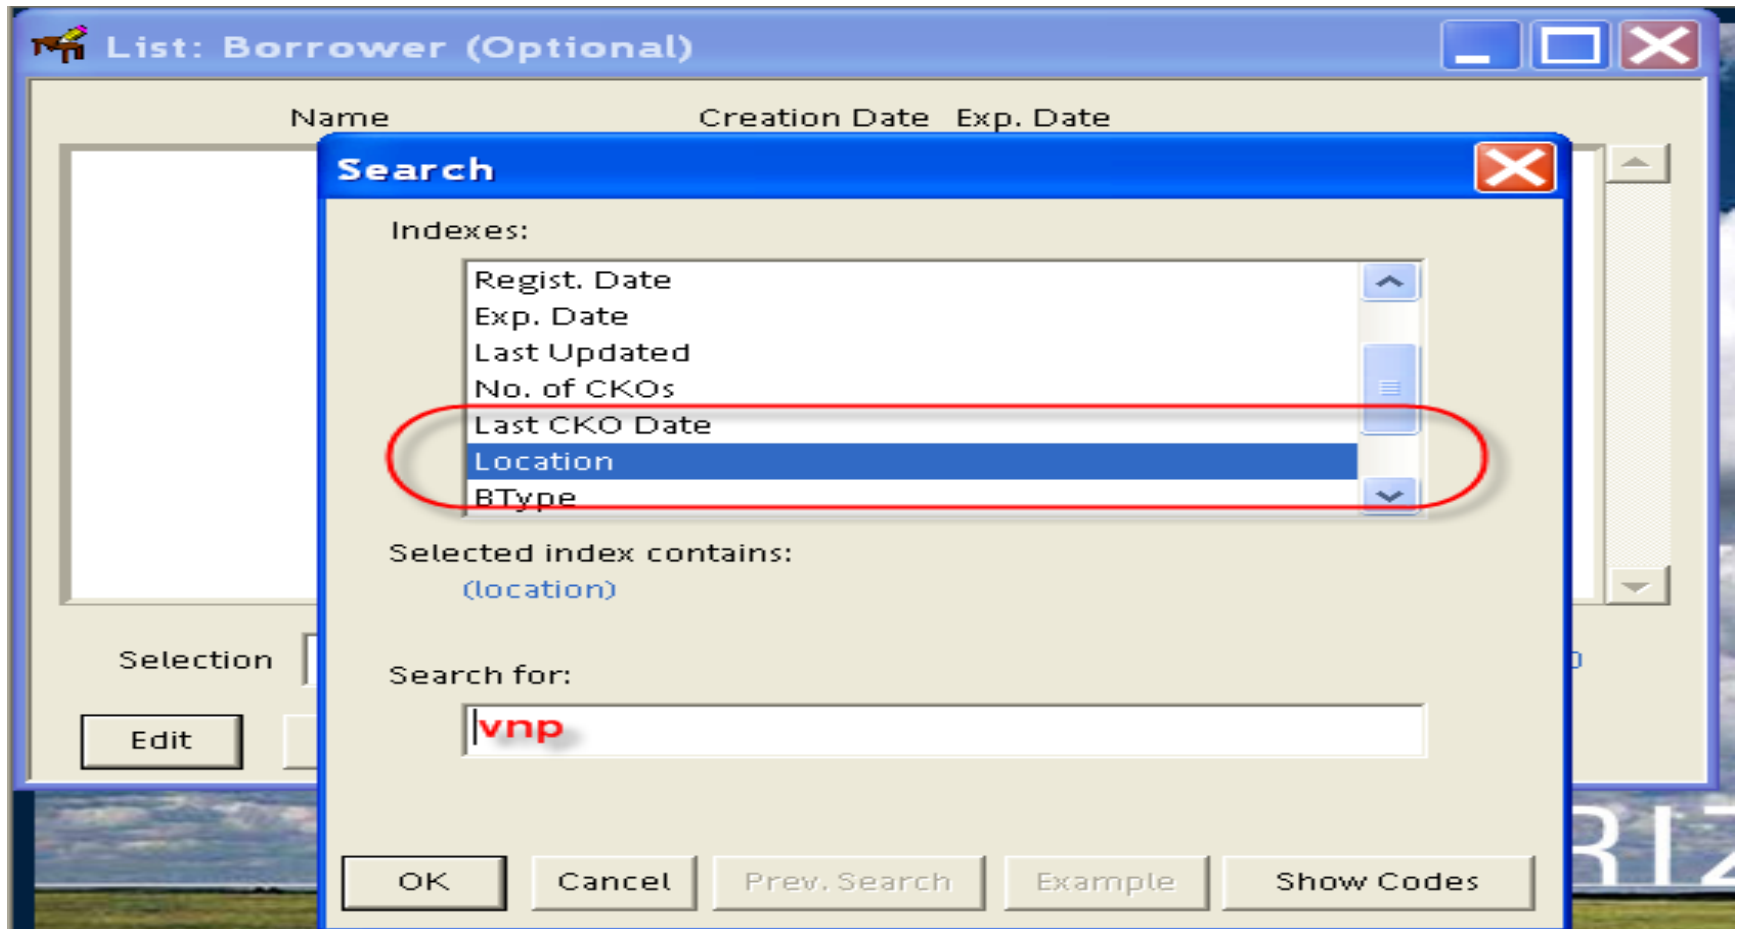 List: Borrower (Optional)
Name Creation Date Exp. Date
Search
Indexes:
Regist. Date
Exp. Date
Last Updated
No. of CKOs
Last CKO Date
Location
BType
Selected index contains:
(location)
Selection
Search for:
vnp
Edit
OK Cancel Prev. Search Example Show Codes